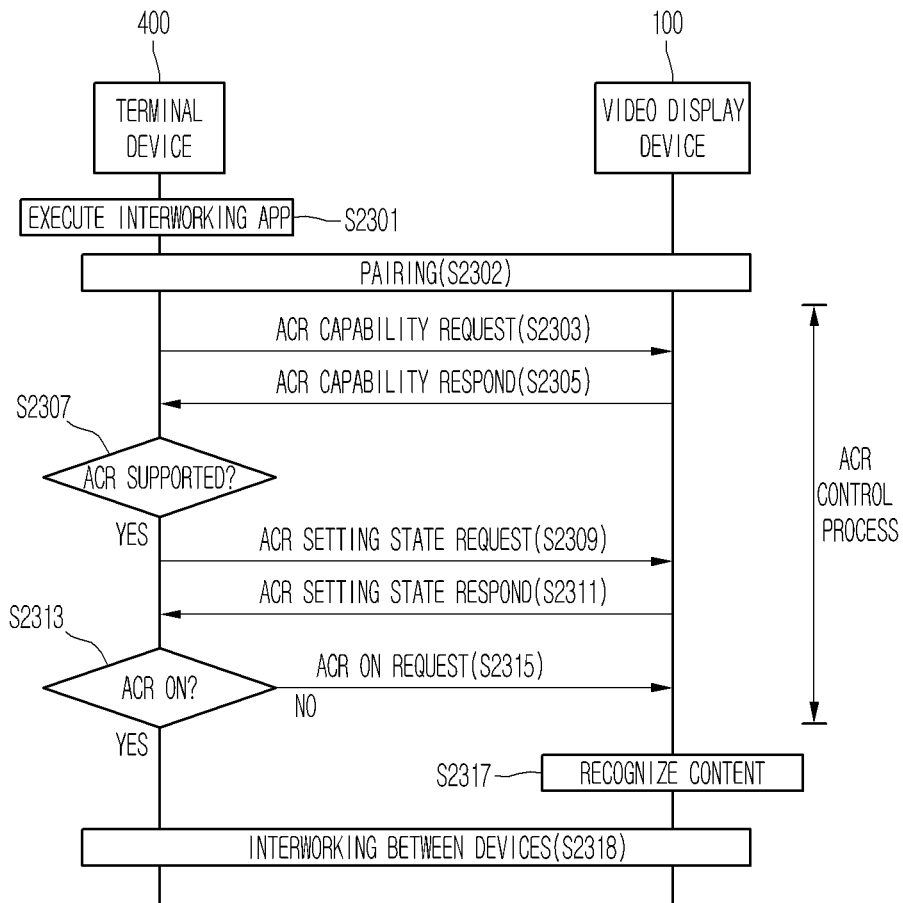 400
100
TERMINAL
DEVICE
VIDEO DISPLAY
DEVICE
EXECUTE INTERWORKING APP
S2301
PAIRING(S2302)
ACR CAPABILITY REQUEST(S2303)
ACR CAPABILITY RESPOND(S2305)
S2307
ACR SUPPORTED?
YES
ACR
CONTROL
PROCESS
ACR SETTING STATE REQUEST(S2309)
ACR SETTING STATE RESPOND(S2311)
S2313
ACR ON?
ACR ON REQUEST(S2315)
NO
YES
S2317
RECOGNIZE CONTENT
INTERWORKING BETWEEN DEVICES(S2318)